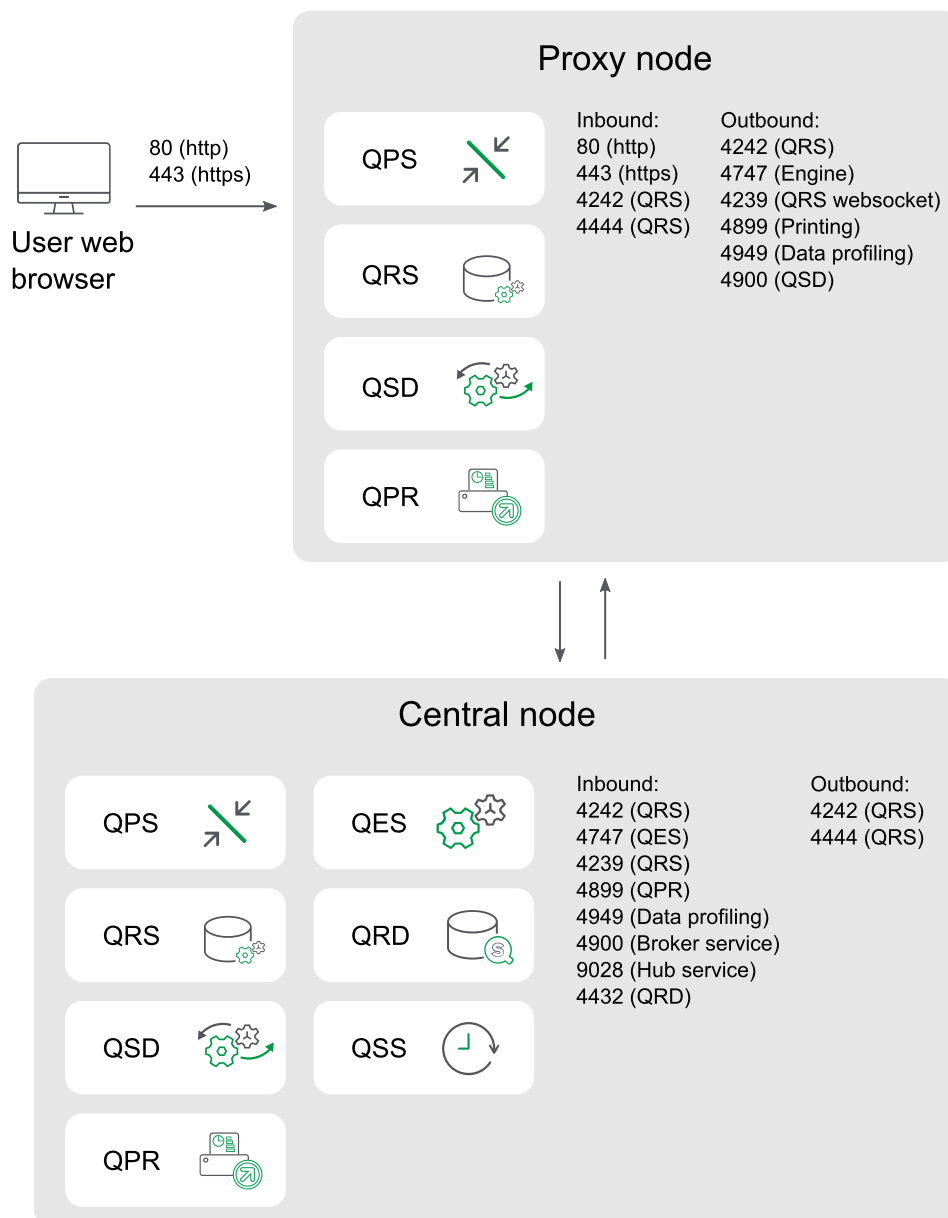 Proxy node
80 (http)
443 (https)
User web
browser
QPS
QRS
QSD
QPR
Inbound:
80 (http)
443 (https)
4242 (QRS)
4444 (QRS)
Outbound:
4242 (QRS)
4747 (Engine)
4239 (QRS websocket)
4899 (Printing)
4949 (Data profiling)
4900 (QSD)
Central node
QPS
QES
QRS
QRD
S
QSD
QSS
QPR
Inbound:
4242 (QRS)
4747 (QES)
4239 (QRS)
4899 (QPR)
4949 (Data profiling)
4900 (Broker service)
9028 (Hub service)
4432 (QRD)
Outbound:
4242 (QRS)
4444 (QRS)